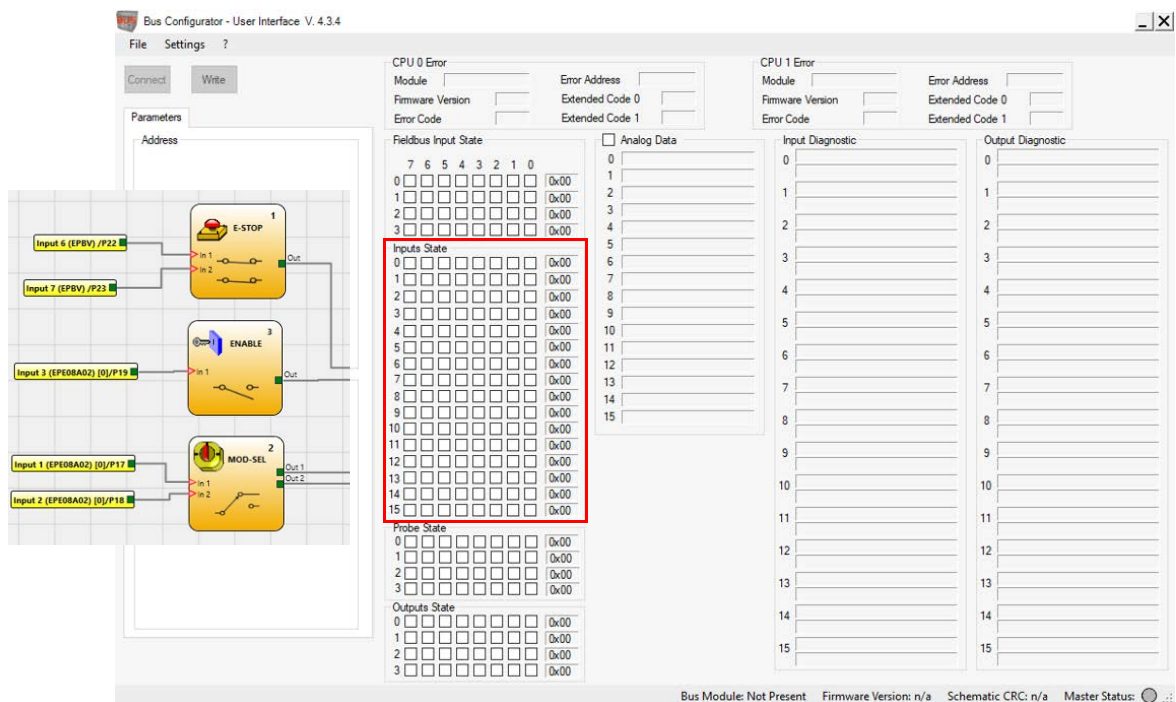 Bus Configurator - User Interface V. 4.3.4
File Settings ?
Connect Write
Parameters
Address
Input 6 (EPBV) /P22
Input 7 (EPBV) /P23
1
E-STOP
In 1
In 2
Out
Input 3 (EPE08A02) [0]/P19
3
ENABLE
In 1
Out
Input 1 (EPE08A02) [0]/P17
Input 2 (EPE08A02) [0]/P18
2
MOD-SEL
In 1
In 2
Out 1
Out 2
CPU 0 Error
Module Error Address
Firmware Version Extended Code 0
Error Code Extended Code 1
CPU 1 Error
Module Error Address
Firmware Version Extended Code 0
Error Code Extended Code 1
Fieldbus Input State
7 6 5 4 3 2 1 0
0 0x00
1 0x00
2 0x00
3 0x00
Inputs State
0 0x00
1 0x00
2 0x00
3 0x00
4 0x00
5 0x00
6 0x00
7 0x00
8 0x00
9 0x00
10 0x00
11 0x00
12 0x00
13 0x00
14 0x00
15 0x00
Probe State
0 0x00
1 0x00
2 0x00
3 0x00
Outputs State
0 0x00
1 0x00
2 0x00
3 0x00
Analog Data
0
1
2
3
4
5
6
7
8
9
10
11
12
13
14
15
Input Diagnostic
0
1
2
3
4
5
6
7
8
9
10
11
12
13
14
15
Output Diagnostic
0
1
2
3
4
5
6
7
8
9
10
11
12
13
14
15
Bus Module: Not Present Firmware Version: n/a Schematic CRC: n/a Master Status: